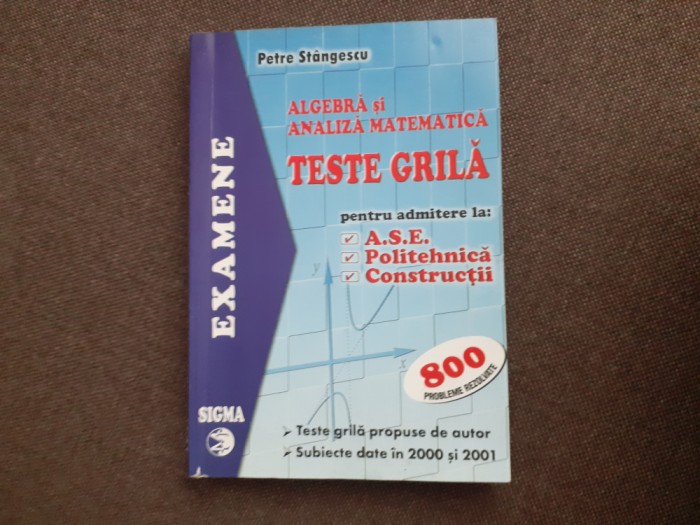 Petre Stângescu
ALGEBRĂ și
ANALIZĂ MATEMATICĂ
TESTE GRILĂ
pentru admitere la:
A.S.E.
Politehnică
Construcții
EXAMENE
y
x
800
PROBLEME REZOLVATE
SIGMA
➤ Teste grilă propuse de autor
➤ Subiecte date în 2000 și 2001